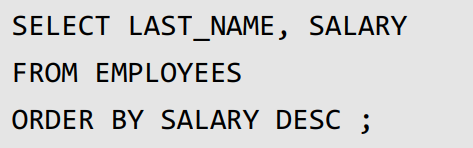 SELECT LAST_NAME, SALARY
FROM EMPLOYEES
ORDER BY SALARY DESC ;